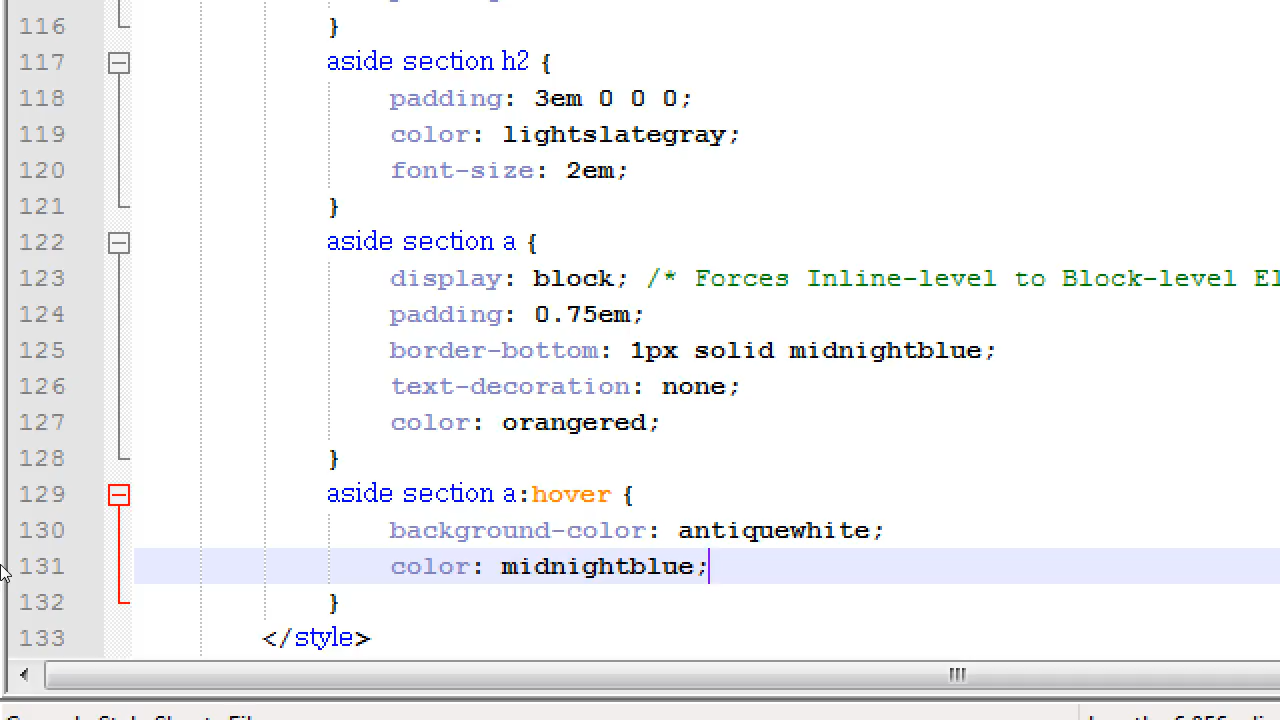 116 }
117 aside section h2 {
118 padding: 3em 0 0 0;
119 color: lightslategray;
120 font-size: 2em;
121 }
122 aside section a {
123 display: block; /* Forces Inline-level to Block-level El
124 padding: 0.75em;
125 border-bottom: 1px solid midnightblue;
126 text-decoration: none;
127 color: orangered;
128 }
129 aside section a:hover {
130 background-color: antiquewhite;
131 color: midnightblue;
132 }
133 </style>